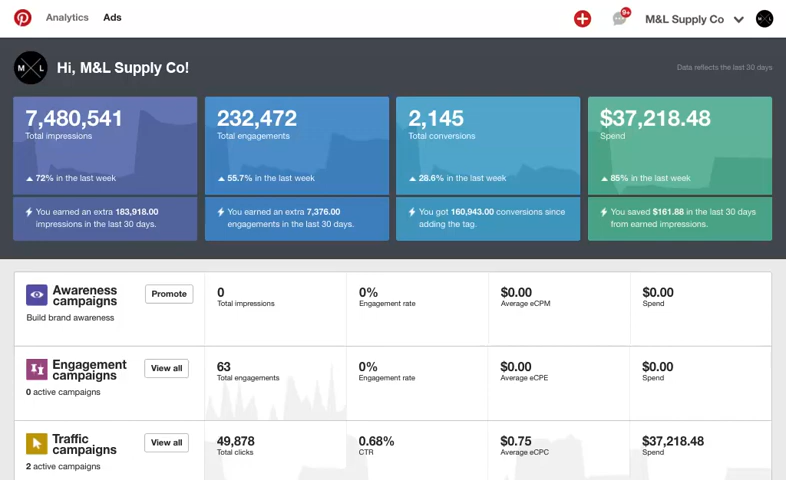 Analytics Ads 9+ M&L Supply Co M L
M L Hi, M&L Supply Co! Data reflects the last 30 days
7,480,541 232,472 2,145 $37,218.48
Total impressions Total engagements Total conversions Spend
72% in the last week 55.7% in the last week 28.6% in the last week 85% in the last week
You earned an extra 183,918.00 You earned an extra 7,376.00 You got 160,943.00 conversions since You saved $161.88 in the last 30 days
impressions in the last 30 days. engagements in the last 30 days. adding the tag. from earned impressions.
Awareness campaigns
Promote
Build brand awareness
0 0% $0.00 $0.00
Total impressions Engagement rate Average eCPM Spend
Engagement campaigns
View all
0 active campaigns
63 0% $0.00 $0.00
Total engagements Engagement rate Average eCPE Spend
Traffic campaigns
View all
2 active campaigns
49,878 0.68% $0.75 $37,218.48
Total clicks CTR Average eCPC Spend